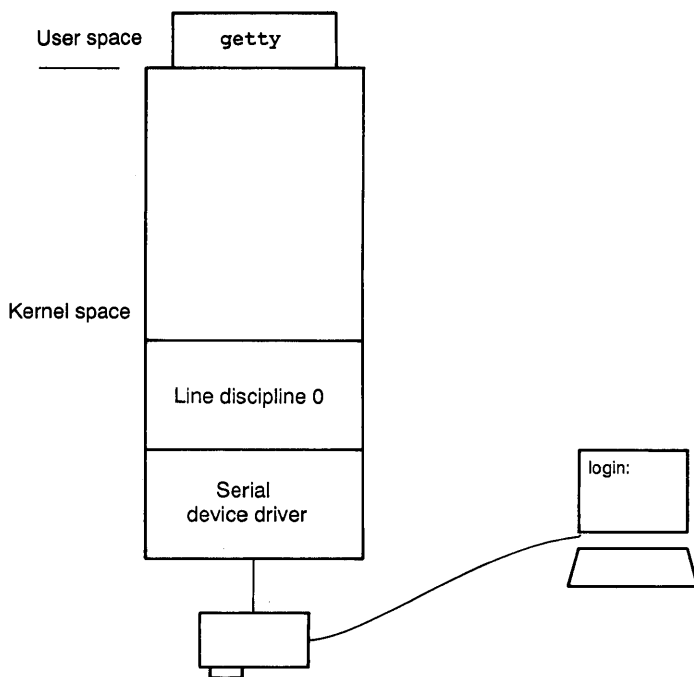 User space
getty
Kernel space
Line discipline 0
Serial
device driver
login: